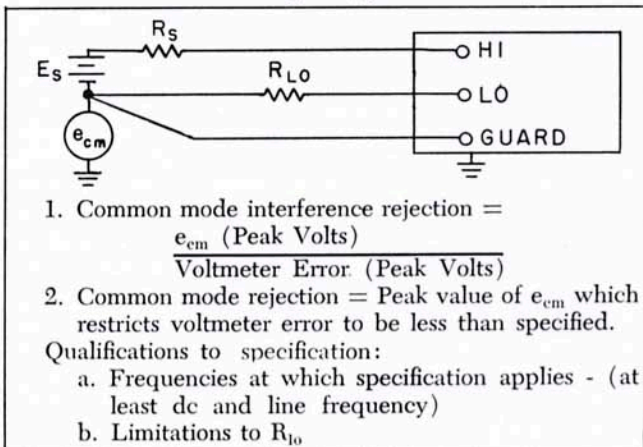 R_S
HI
E_S
R_LO
LO
e_cm
GUARD
1. Common mode interference rejection =
e_cm (Peak Volts)
Voltmeter Error (Peak Volts)
2. Common mode rejection = Peak value of e_cm which
restricts voltmeter error to be less than specified.
Qualifications to specification:
a. Frequencies at which specification applies - (at
least dc and line frequency)
b. Limitations to R_lo